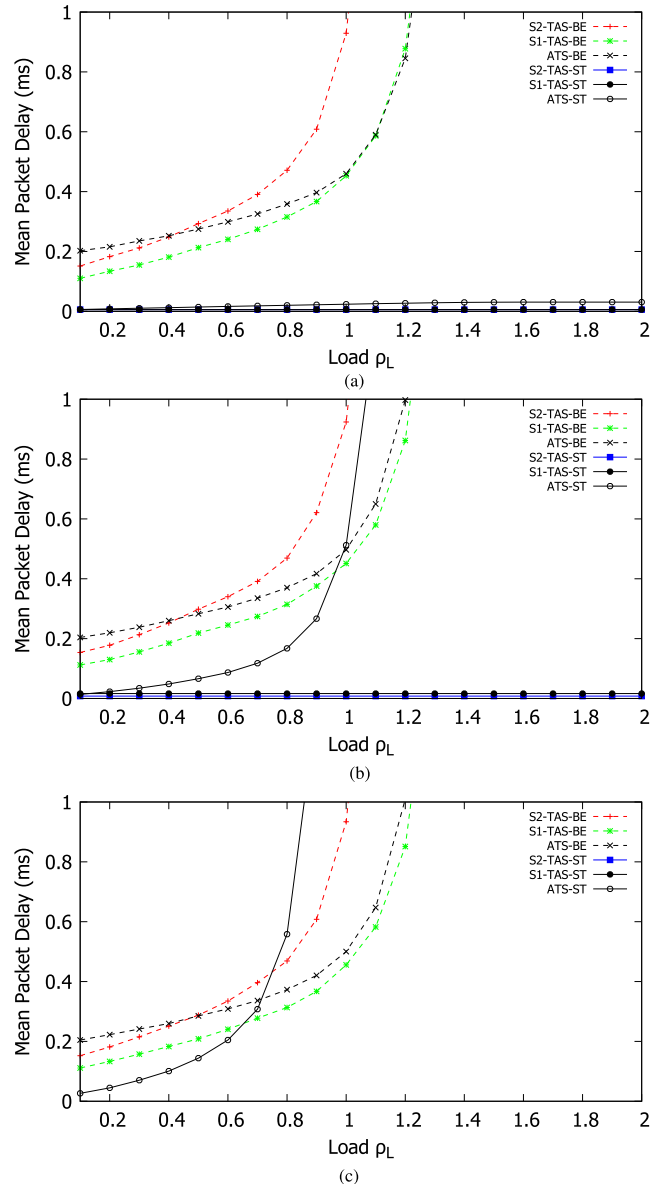 1
0.8
0.6
0.4
0.2
0
Mean Packet Delay (ms)
S2-TAS-BE
S1-TAS-BE
ATS-BE
S2-TAS-ST
S1-TAS-ST
ATS-ST
0.2 0.4 0.6 0.8 1 1.2 1.4 1.6 1.8 2
Load ρL
(a)
1
0.8
0.6
0.4
0.2
0
Mean Packet Delay (ms)
S2-TAS-BE
S1-TAS-BE
ATS-BE
S2-TAS-ST
S1-TAS-ST
ATS-ST
0.2 0.4 0.6 0.8 1 1.2 1.4 1.6 1.8 2
Load ρL
(b)
1
0.8
0.6
0.4
0.2
0
Mean Packet Delay (ms)
S2-TAS-BE
S1-TAS-BE
ATS-BE
S2-TAS-ST
S1-TAS-ST
ATS-ST
0.2 0.4 0.6 0.8 1 1.2 1.4 1.6 1.8 2
Load ρL
(c)